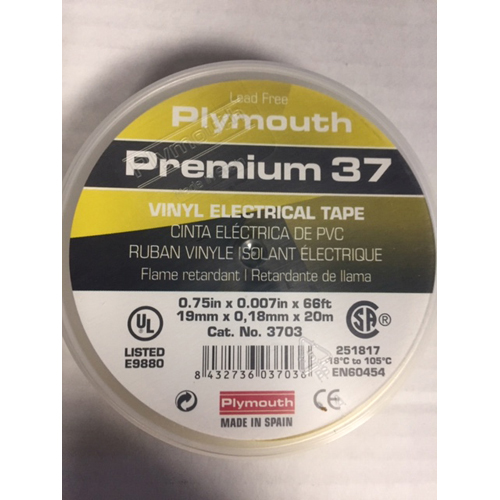 Lead Free
Plymouth
Premium 37
VINYL ELECTRICAL TAPE
CINTA ELÉCTRICA DE PVC
RUBAN VINYLE ISOLANT ÉLECTRIQUE
Flame retardant | Retardante de llama
0.75in x 0.007in x 66ft
19mm x 0,18mm x 20m
Cat. No. 3703
UL
LISTED
E9880
8 432736 037036
SA
251817
-18°C to 105°C
EN60454
Plymouth
MADE IN SPAIN
CE